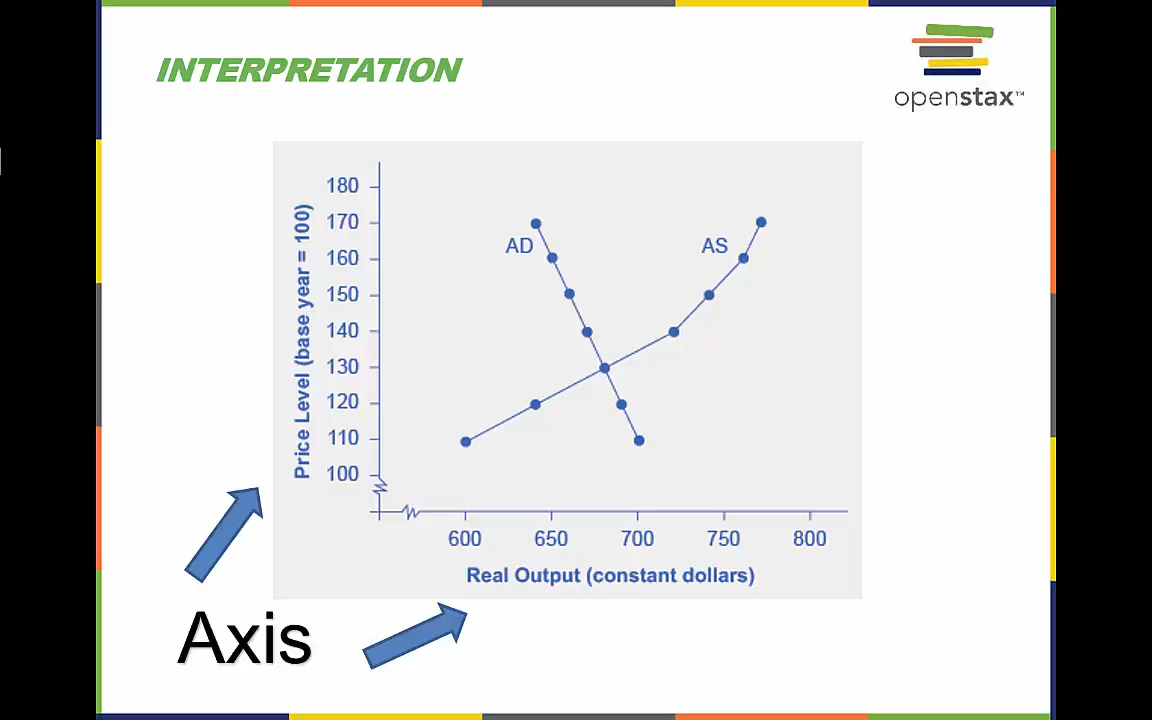 INTERPRETATION
openstax™
Price Level (base year = 100)
180
170
160
150
140
130
120
110
100
AD
AS
600 650 700 750 800
Real Output (constant dollars)
Axis